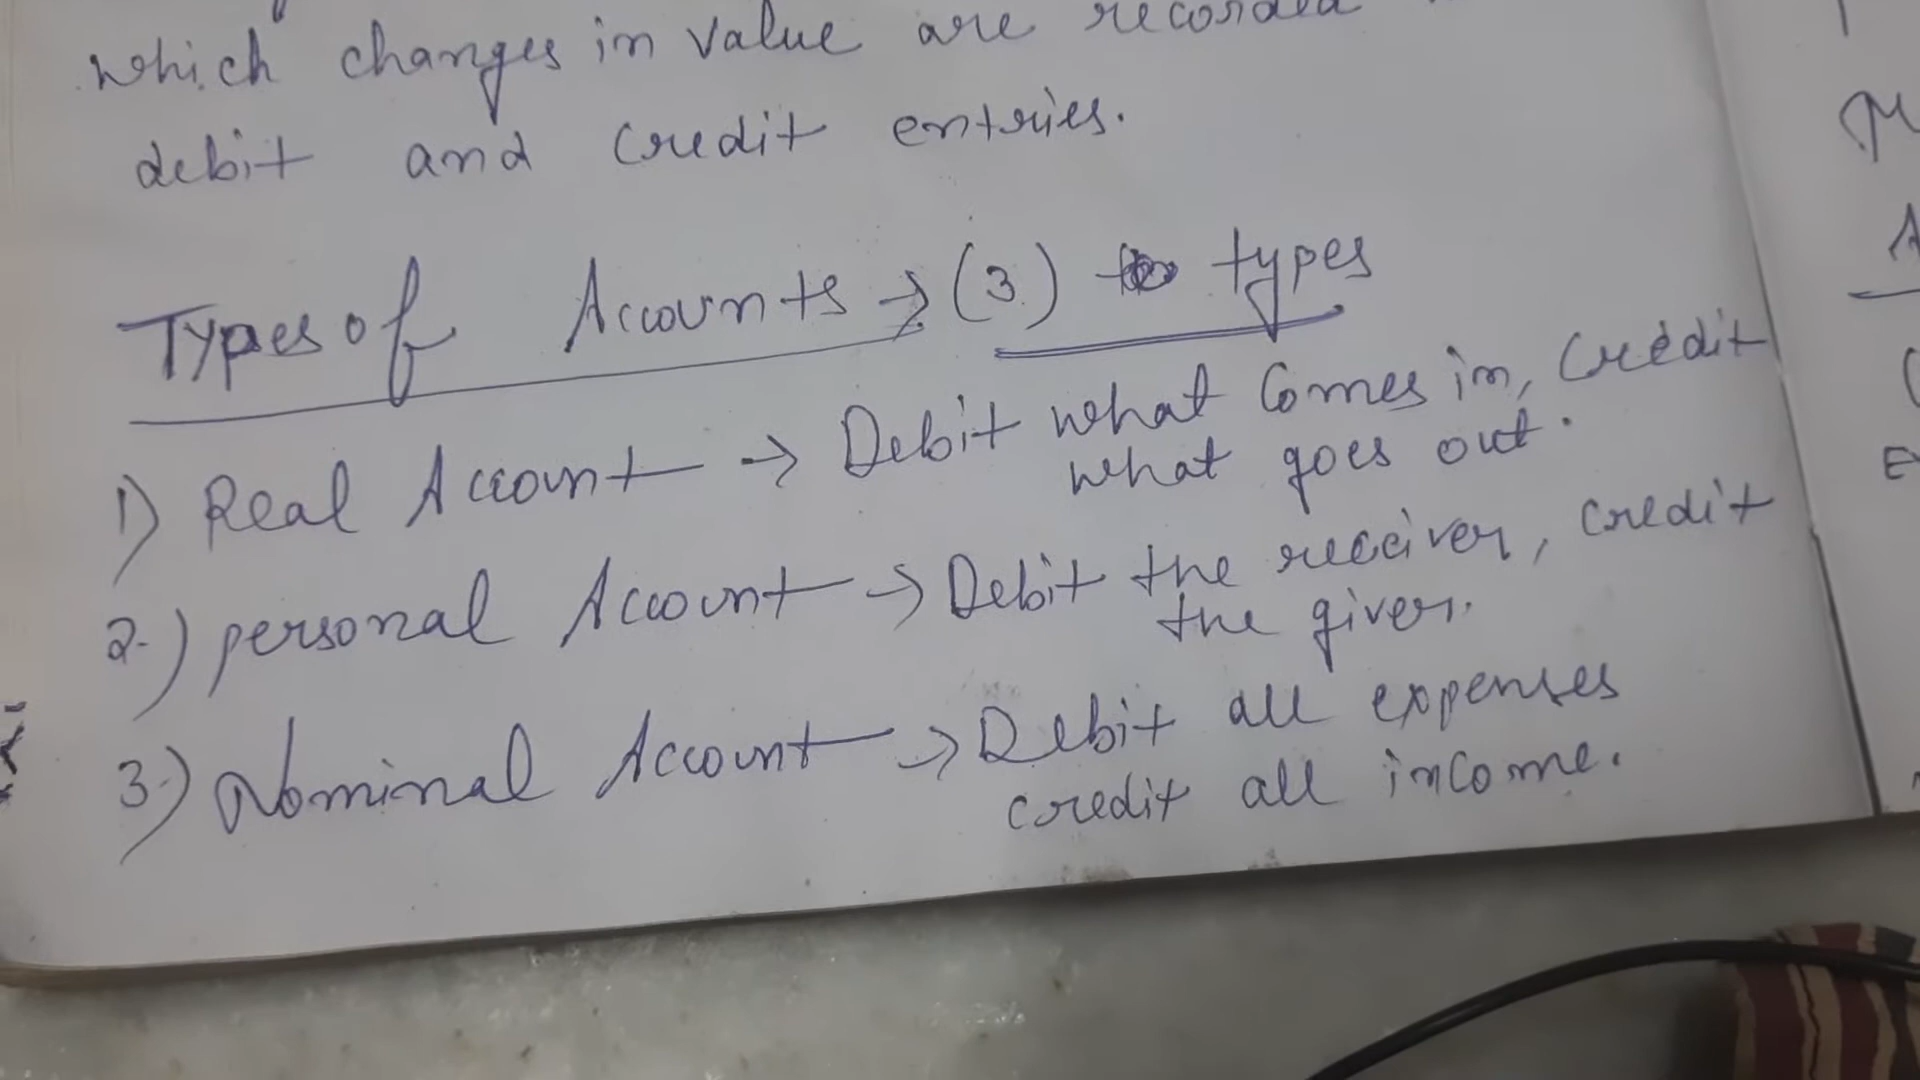 which changes in value are recorded
debit and credit entries.
Types of Accounts → (3) types
1) Real Account → Debit what comes in, credit
what goes out.
2.) personal Account → Debit the receiver, credit
the giver.
3.) Nominal Account → Debit all expenses
credit all income.